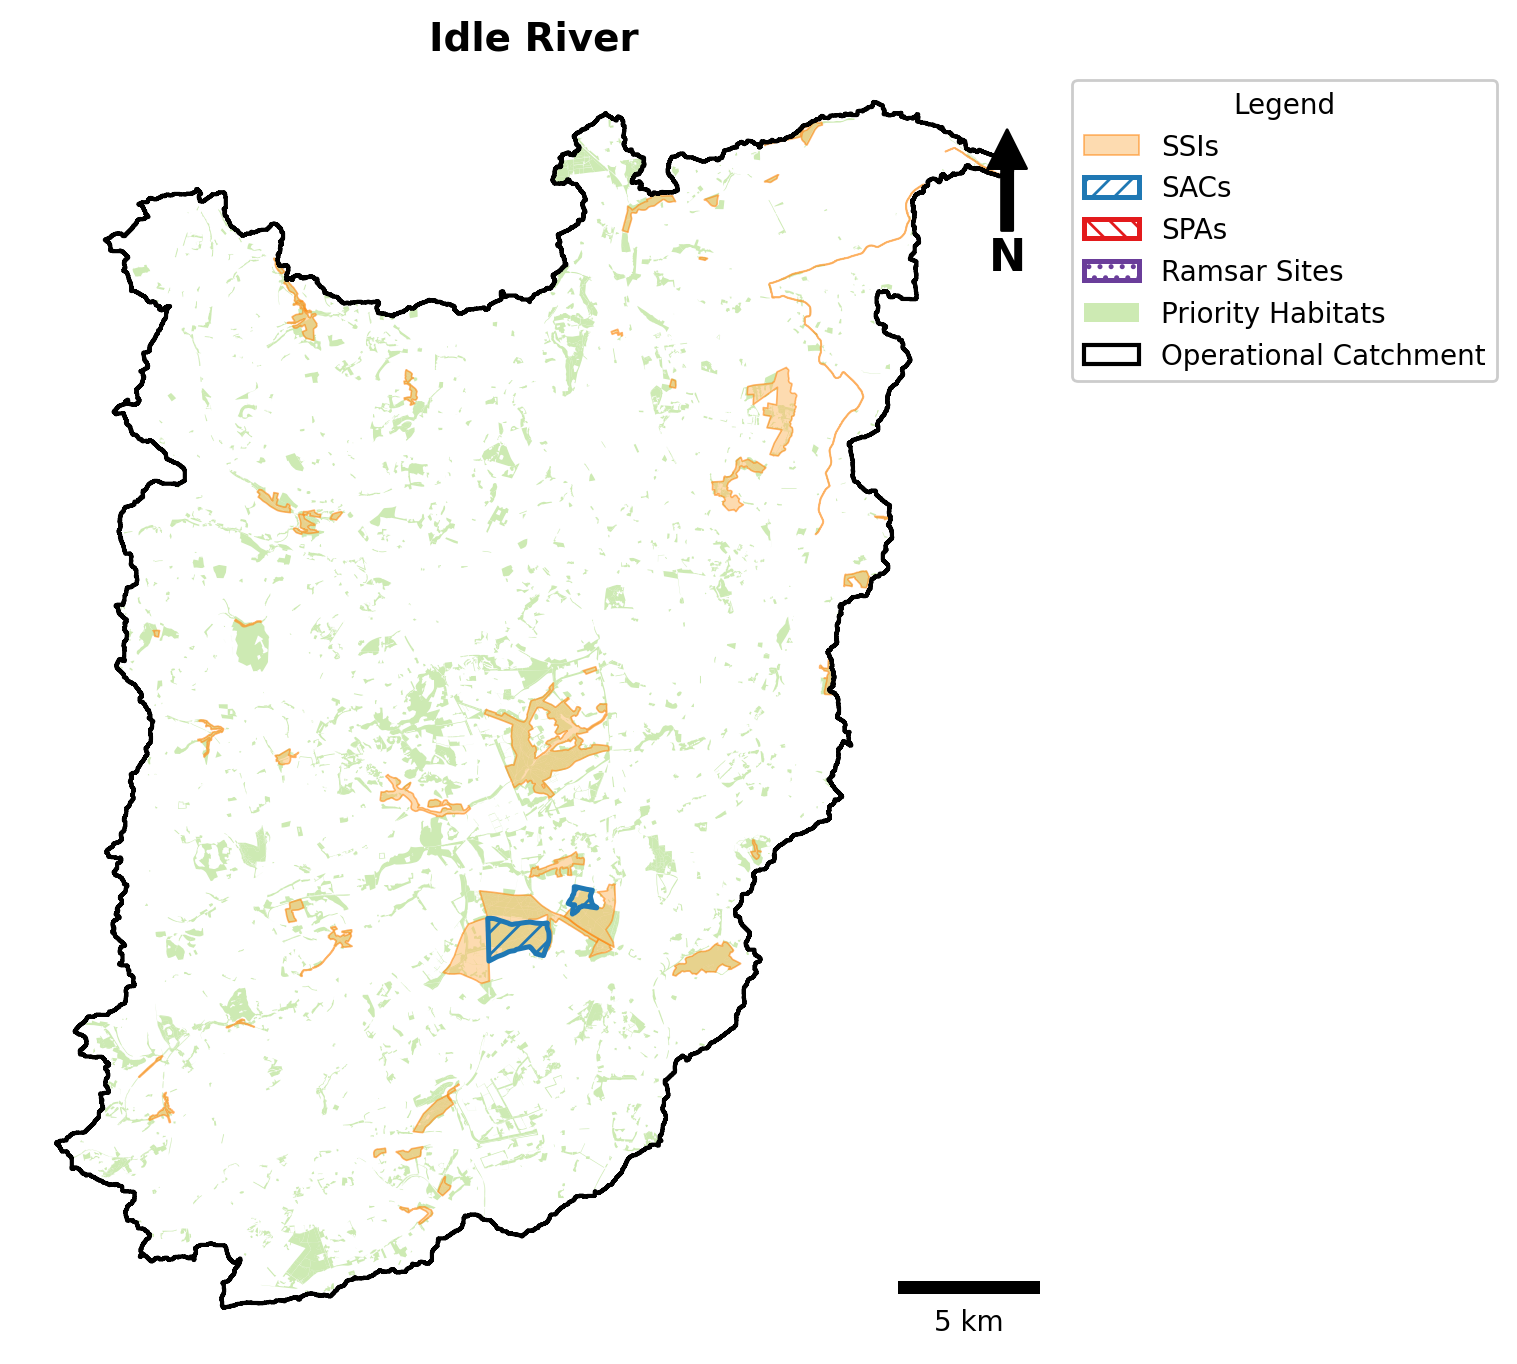 Idle River
Legend
SSIs
SACs
SPAs
Ramsar Sites
Priority Habitats
Operational Catchment
N
5 km